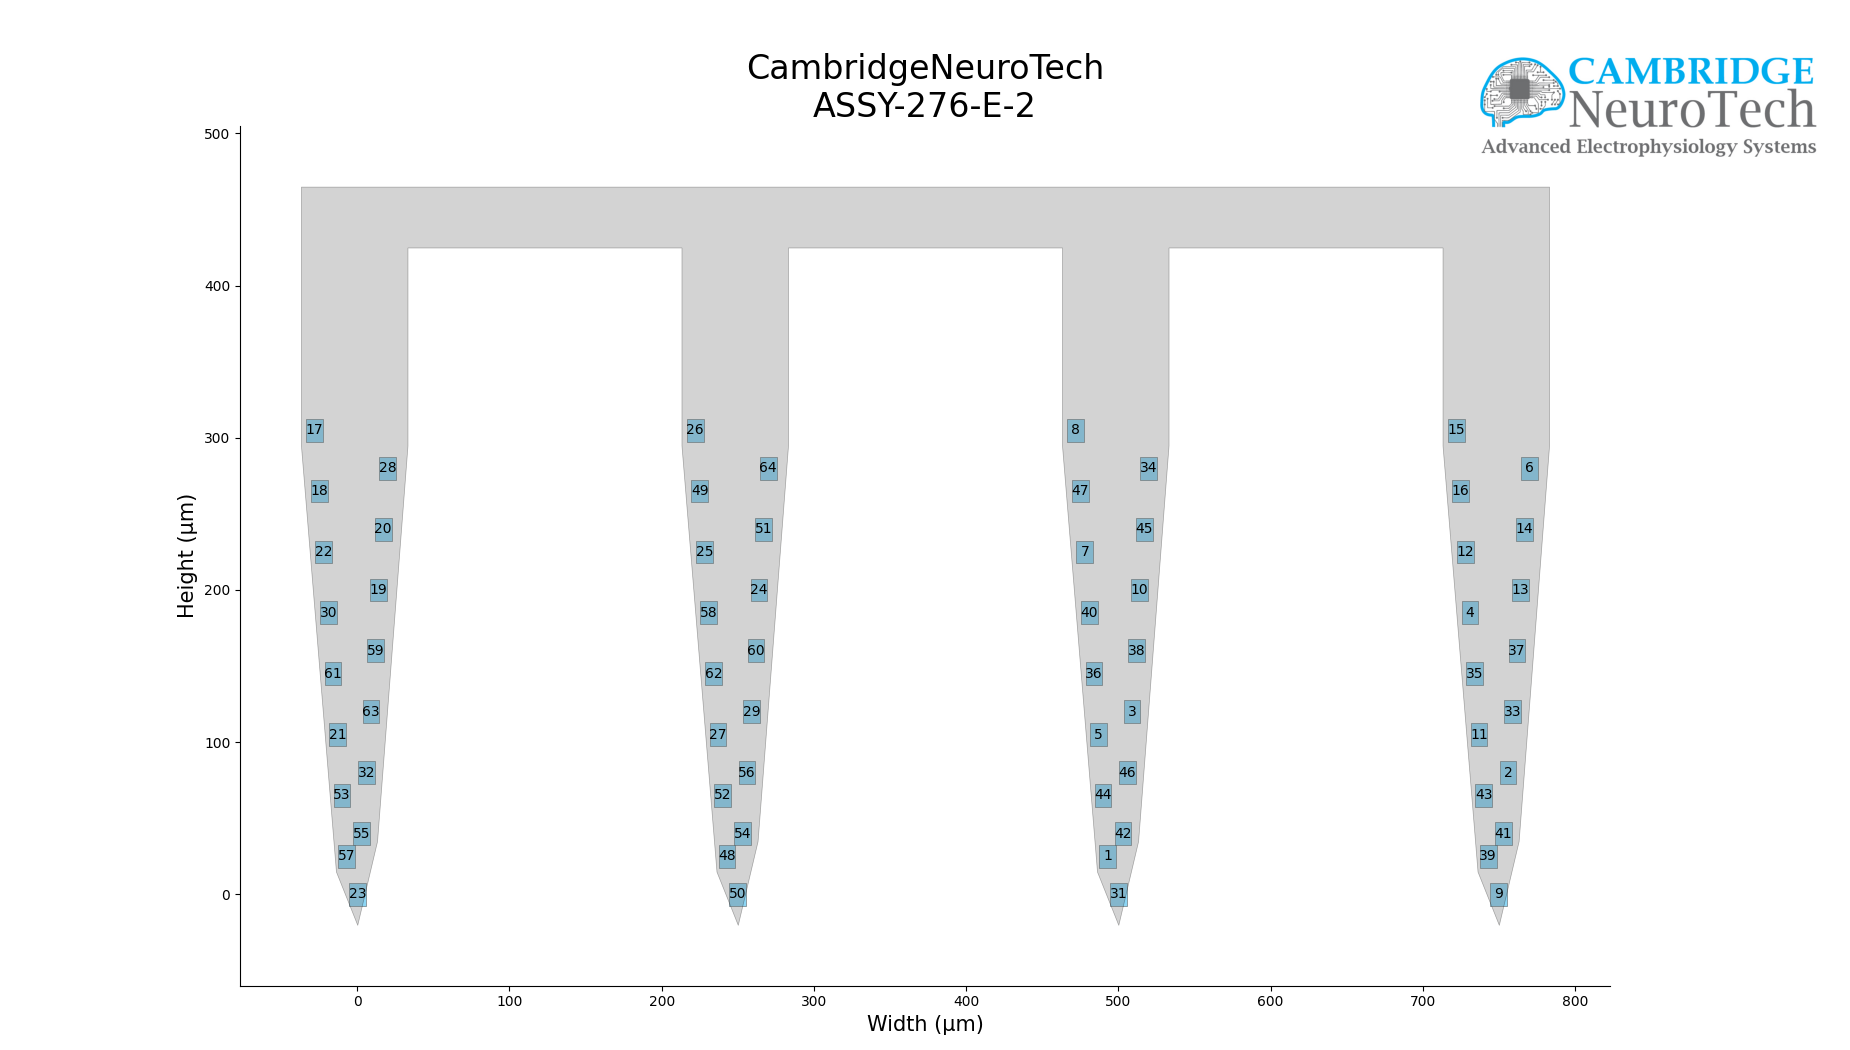 CambridgeNeuroTech
ASSY-276-E-2
CAMBRIDGE
NeuroTech
Advanced Electrophysiology Systems
500
400
300
200
100
0
Height (μm)
17 26 8 15
28 64 34 6
18 49 47 16
20 51 45 14
22 25 7 12
19 24 10 13
30 58 40 4
59 60 38 37
61 62 36 35
63 29 3 33
21 27 5 11
32 56 46 2
53 52 44 43
55 54 42 41
57 48 1 39
23 50 31 9
0 100 200 300 400 500 600 700 800
Width (μm)